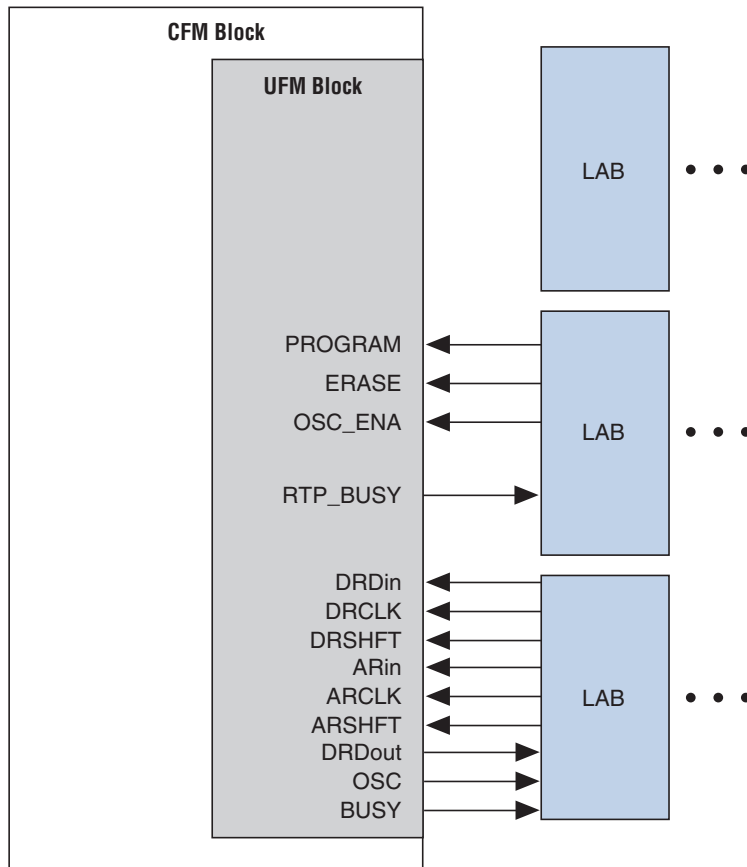 CFM Block
UFM Block
LAB
PROGRAM
ERASE
OSC_ENA
LAB
RTP_BUSY
DRDin
DRCLK
DRSHFT
ARin
ARCLK
LAB
ARSHFT
DRDout
OSC
BUSY